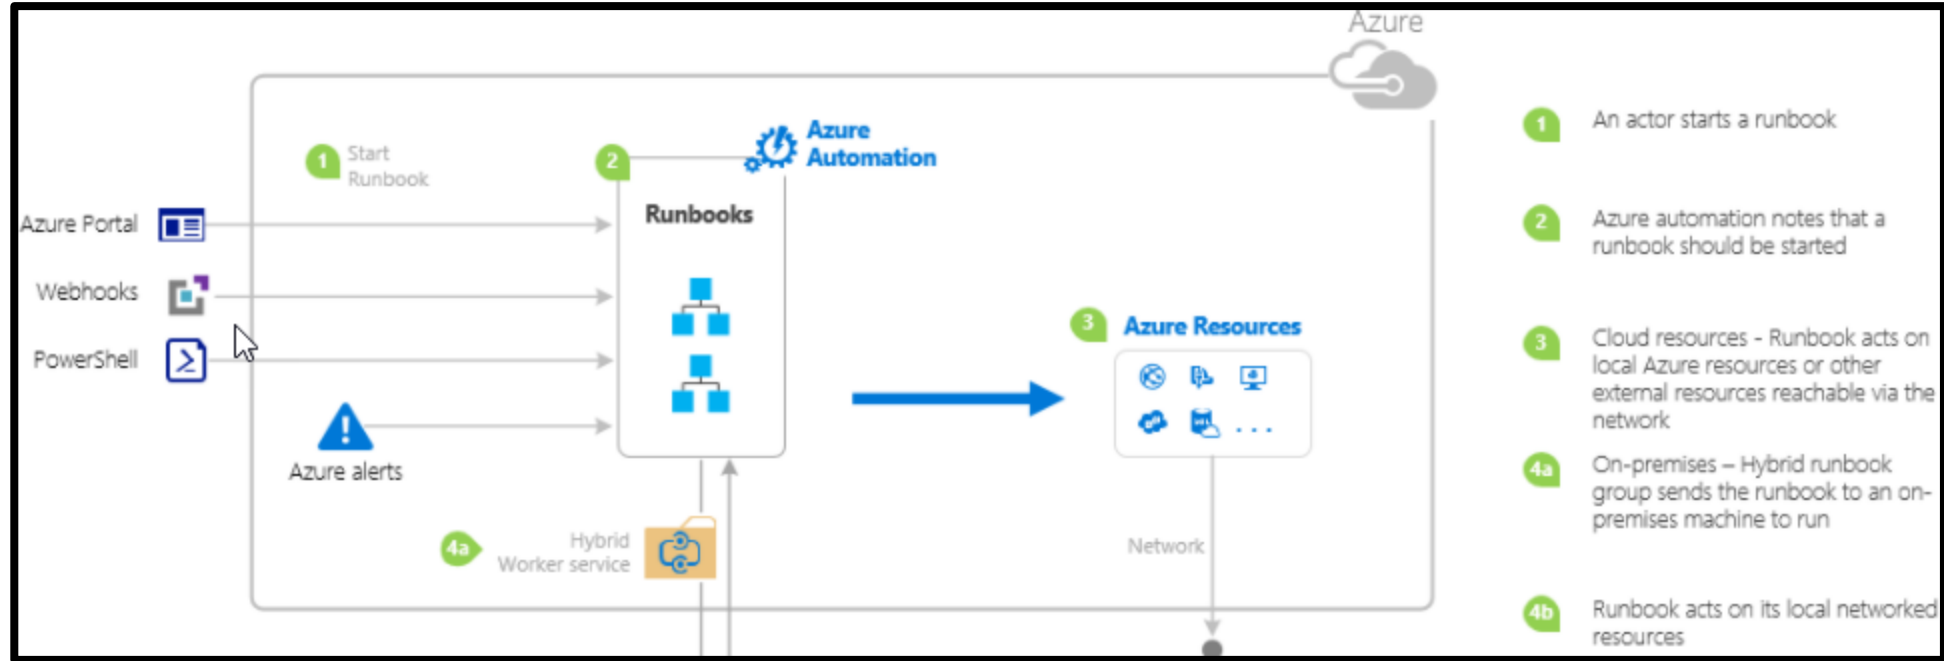 Azure
1
Start
Runbook
2
Azure
Automation
Runbooks
Azure Portal
Webhooks
PowerShell
Azure alerts
3
Azure Resources
4a
Hybrid
Worker service
Network
1
An actor starts a runbook
2
Azure automation notes that a
runbook should be started
3
Cloud resources - Runbook acts on
local Azure resources or other
external resources reachable via the
network
4a
On-premises – Hybrid runbook
group sends the runbook to an on-
premises machine to run
4b
Runbook acts on its local networked
resources